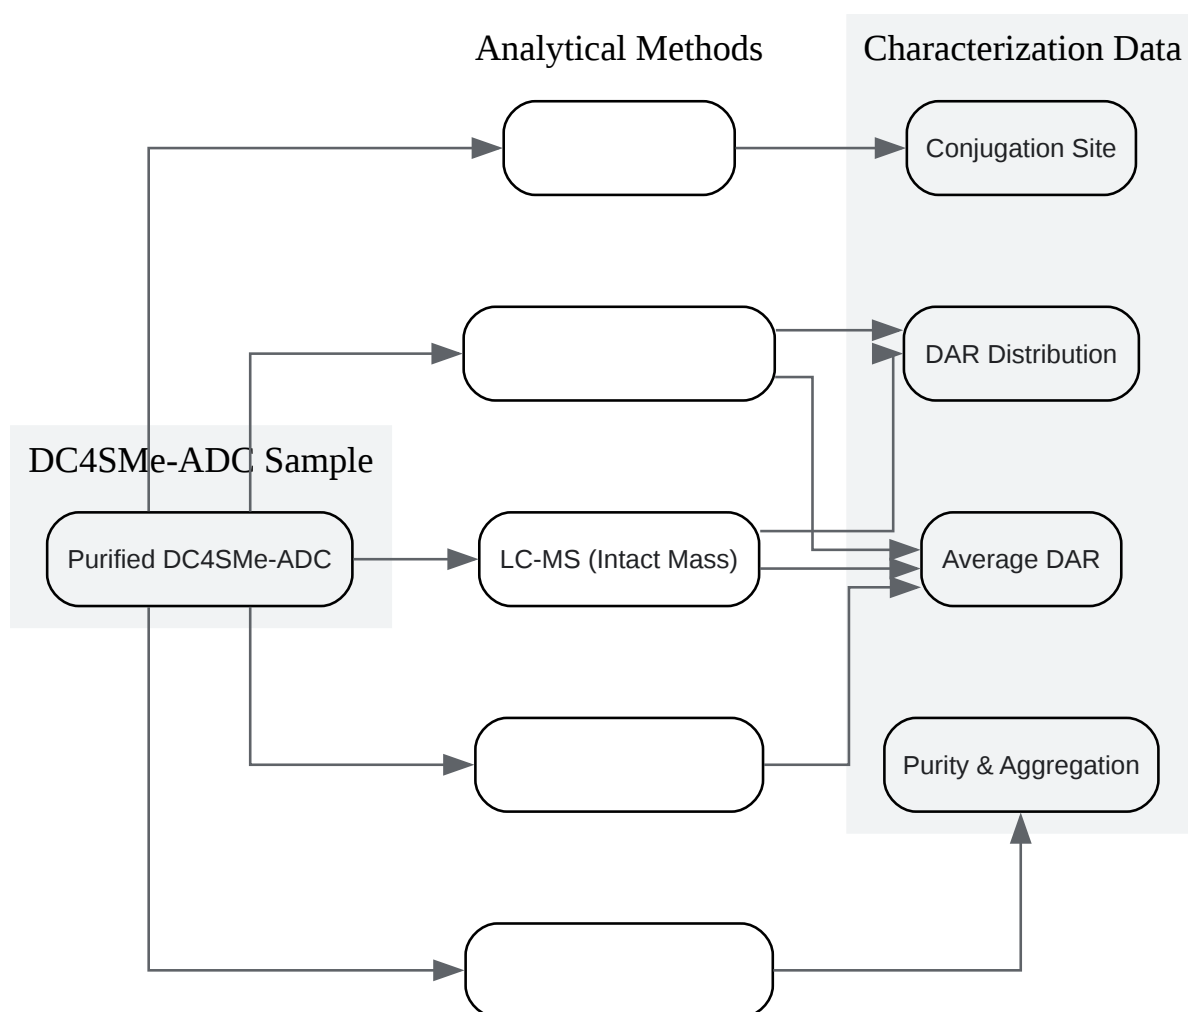 Analytical Methods
Characterization Data
Conjugation Site
DAR Distribution
DC4SMe-ADC Sample
Purified DC4SMe-ADC
LC-MS (Intact Mass)
Average DAR
Purity & Aggregation